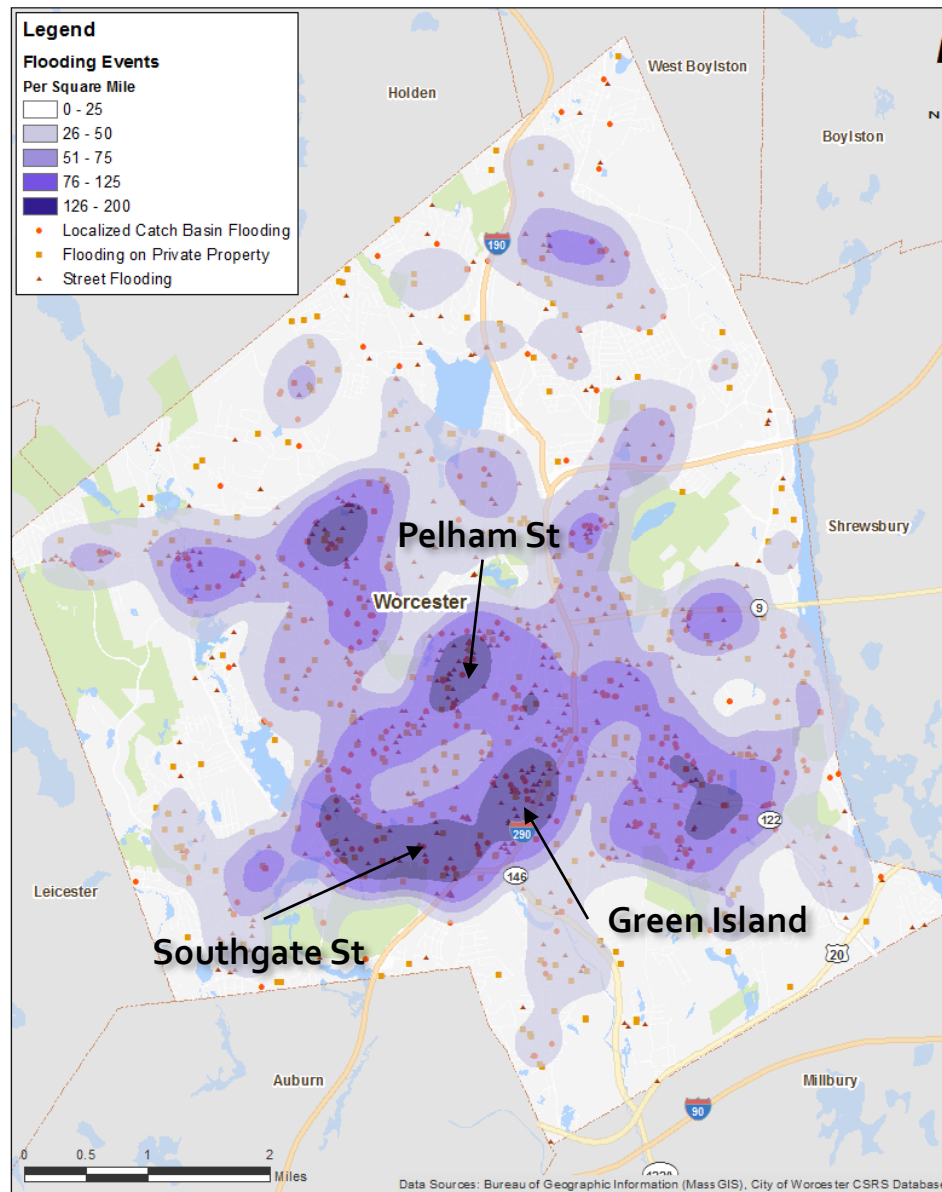 Legend
Flooding Events
Per Square Mile
0 - 25
26 - 50
51 - 75
76 - 125
126 - 200
Localized Catch Basin Flooding
Flooding on Private Property
Street Flooding
West Boylston
Holden
N
Boylston
190
Shrewsbury
Pelham St
Worcester
9
122
290
146
Leicester
Green Island
Southgate St
20
Auburn
Millbury
90
0 0.5 1 2
Miles
122A
Data Sources: Bureau of Geographic Information (MassGIS), City of Worcester CSRS Database